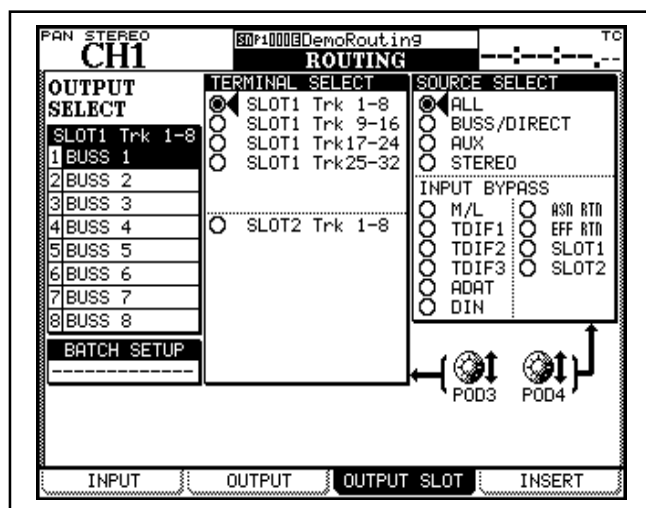 PAN STEREO
CH1
SD P1 0008 DemoRouting
ROUTING
TC
--:--:--.--
OUTPUT
SELECT
SLOT1 Trk 1-8
1 BUSS 1
2 BUSS 2
3 BUSS 3
4 BUSS 4
5 BUSS 5
6 BUSS 6
7 BUSS 7
8 BUSS 8
BATCH SETUP
-------------
TERMINAL SELECT
SLOT1 Trk 1-8
SLOT1 Trk 9-16
SLOT1 Trk17-24
SLOT1 Trk25-32
SLOT2 Trk 1-8
SOURCE SELECT
ALL
BUSS/DIRECT
AUX
STEREO
INPUT BYPASS
M/L
TDIF1
TDIF2
TDIF3
ADAT
DIN
ASN RTN
EFF RTN
SLOT1
SLOT2
POD3
POD4
INPUT
OUTPUT
OUTPUT SLOT
INSERT